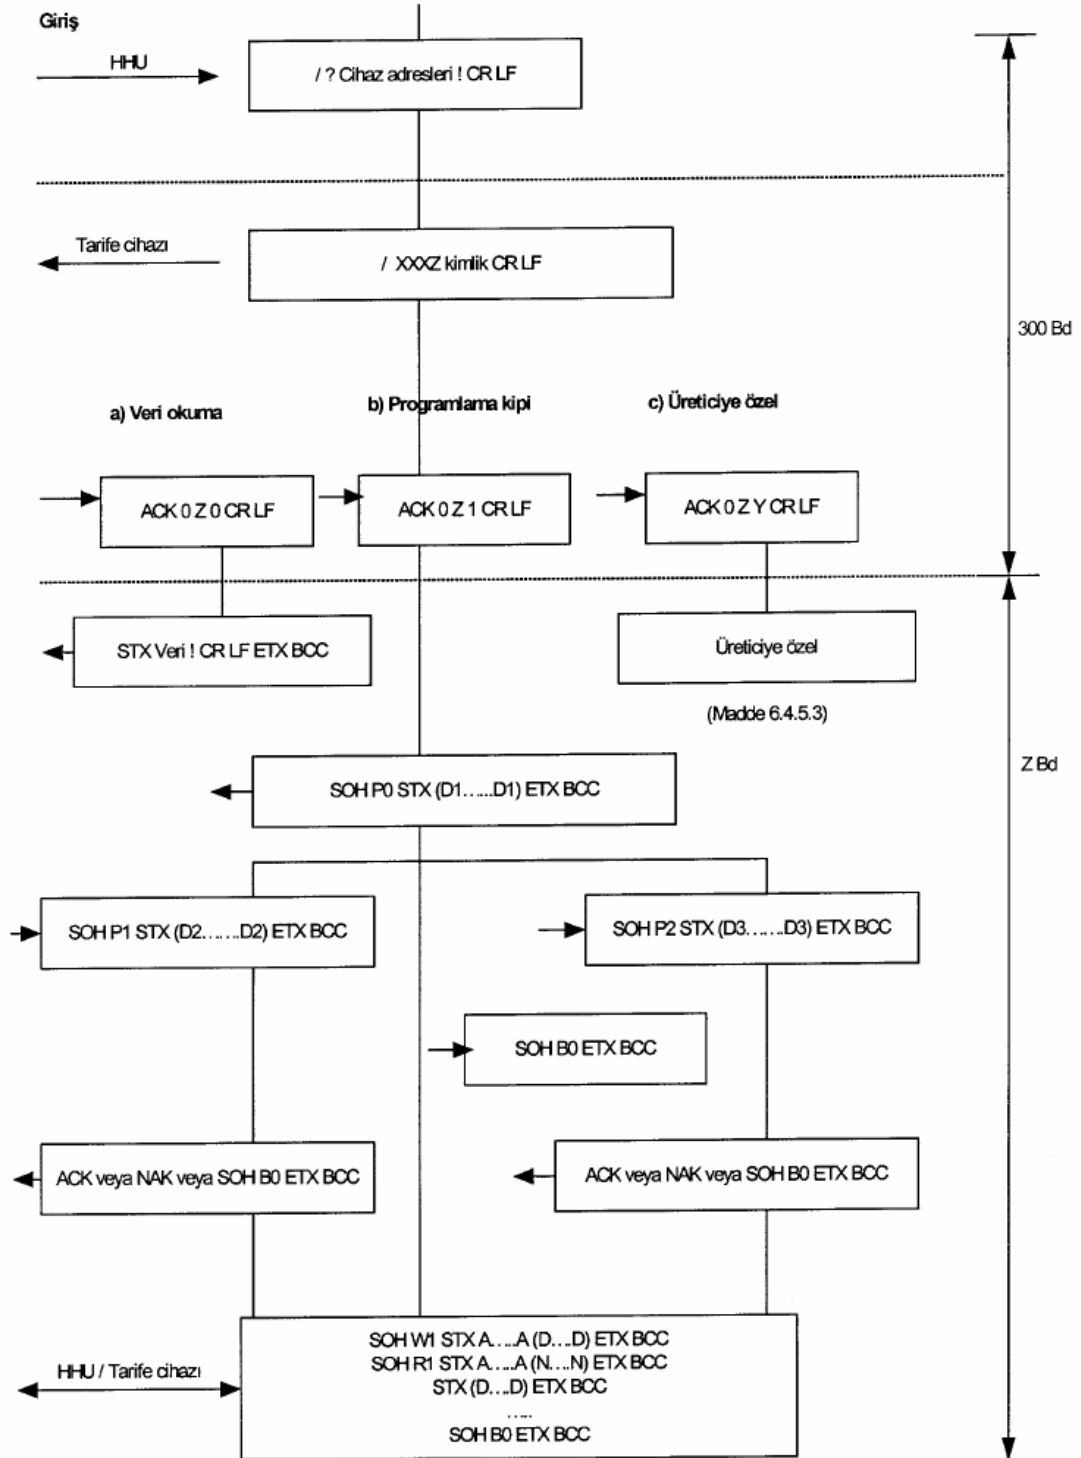 Giriş
HHU
/ ? Cihaz adresleri ! CR LF
Tarife cihazı
/ XXXZ kimlik CR LF
300 Bd
a) Veri okuma
b) Programlama kipi
c) Üreticiye özel
ACK 0 Z 0 CR LF
ACK 0 Z 1 CR LF
ACK 0 Z Y CR LF
STX Veri ! CR LF ETX BCC
Üreticiye özel
(Madde 6.4.5.3)
Z Bd
SOH P0 STX (D1......D1) ETX BCC
SOH P1 STX (D2.......D2) ETX BCC
SOH P2 STX (D3.......D3) ETX BCC
SOH B0 ETX BCC
ACK veya NAK veya SOH B0 ETX BCC
ACK veya NAK veya SOH B0 ETX BCC
HHU / Tarife cihazı
SOH W1 STX A.....A (D....D) ETX BCC
SOH R1 STX A.....A (N....N) ETX BCC
STX (D....D) ETX BCC
.....
SOH B0 ETX BCC